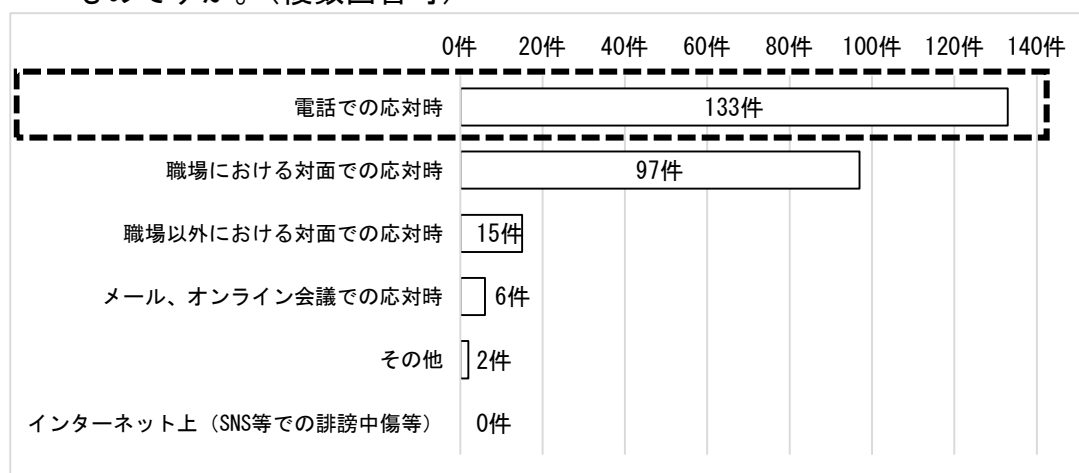 しめですか。（複数回答可）
0件 20件 40件 60件 80件 100件 120件 140件
電話での応対時 133件
職場における対面での応対時 97件
職場以外における対面での応対時 15件
メール、オンライン会議での応対時 6件
その他 2件
インターネット上（SNS等での誹謗中傷等） 0件